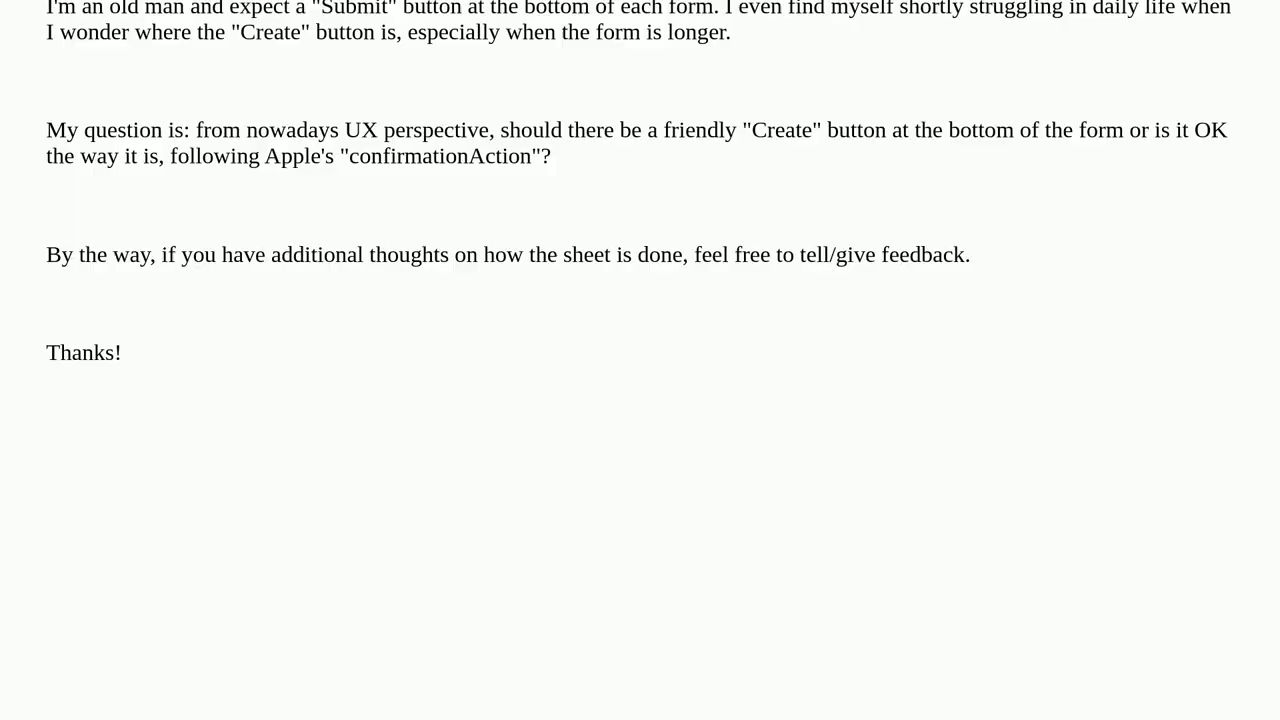 I'm an old man and expect a "Submit" button at the bottom of each form. I even find myself shortly struggling in daily life when
I wonder where the "Create" button is, especially when the form is longer.
My question is: from nowadays UX perspective, should there be a friendly "Create" button at the bottom of the form or is it OK
the way it is, following Apple's "confirmationAction"?
By the way, if you have additional thoughts on how the sheet is done, feel free to tell/give feedback.
Thanks!